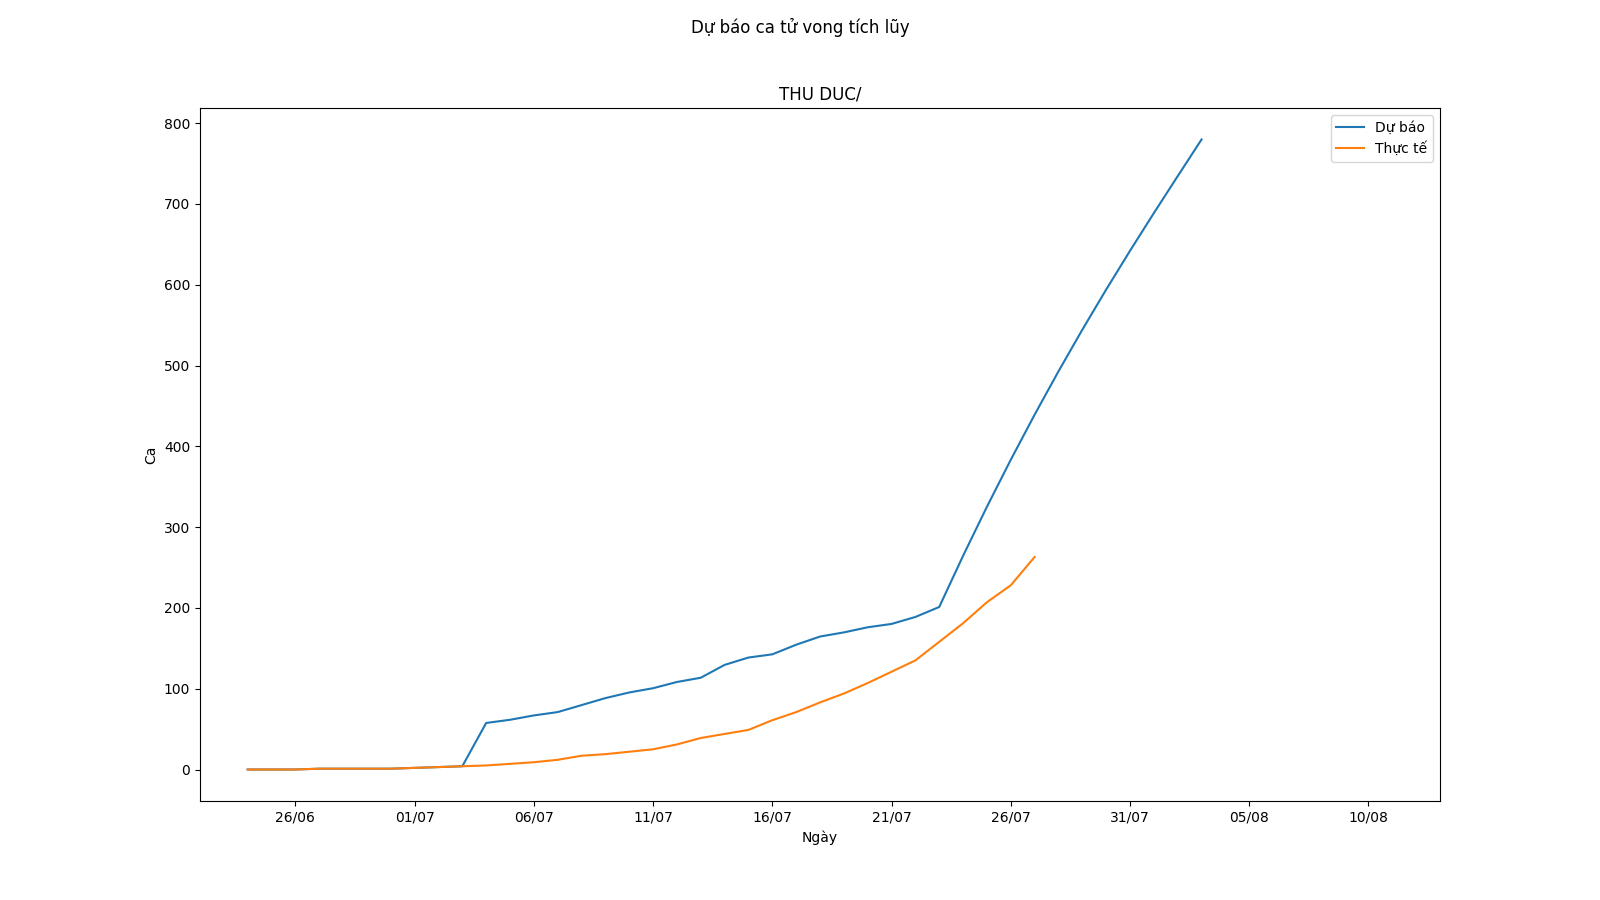 Dự báo ca tử vong tích lũy
THU DUC/
Dự báo
Thực tế
800
700
600
500
400
300
200
100
0
Ca
26/06 01/07 06/07 11/07 16/07 21/07 26/07 31/07 05/08 10/08
Ngày